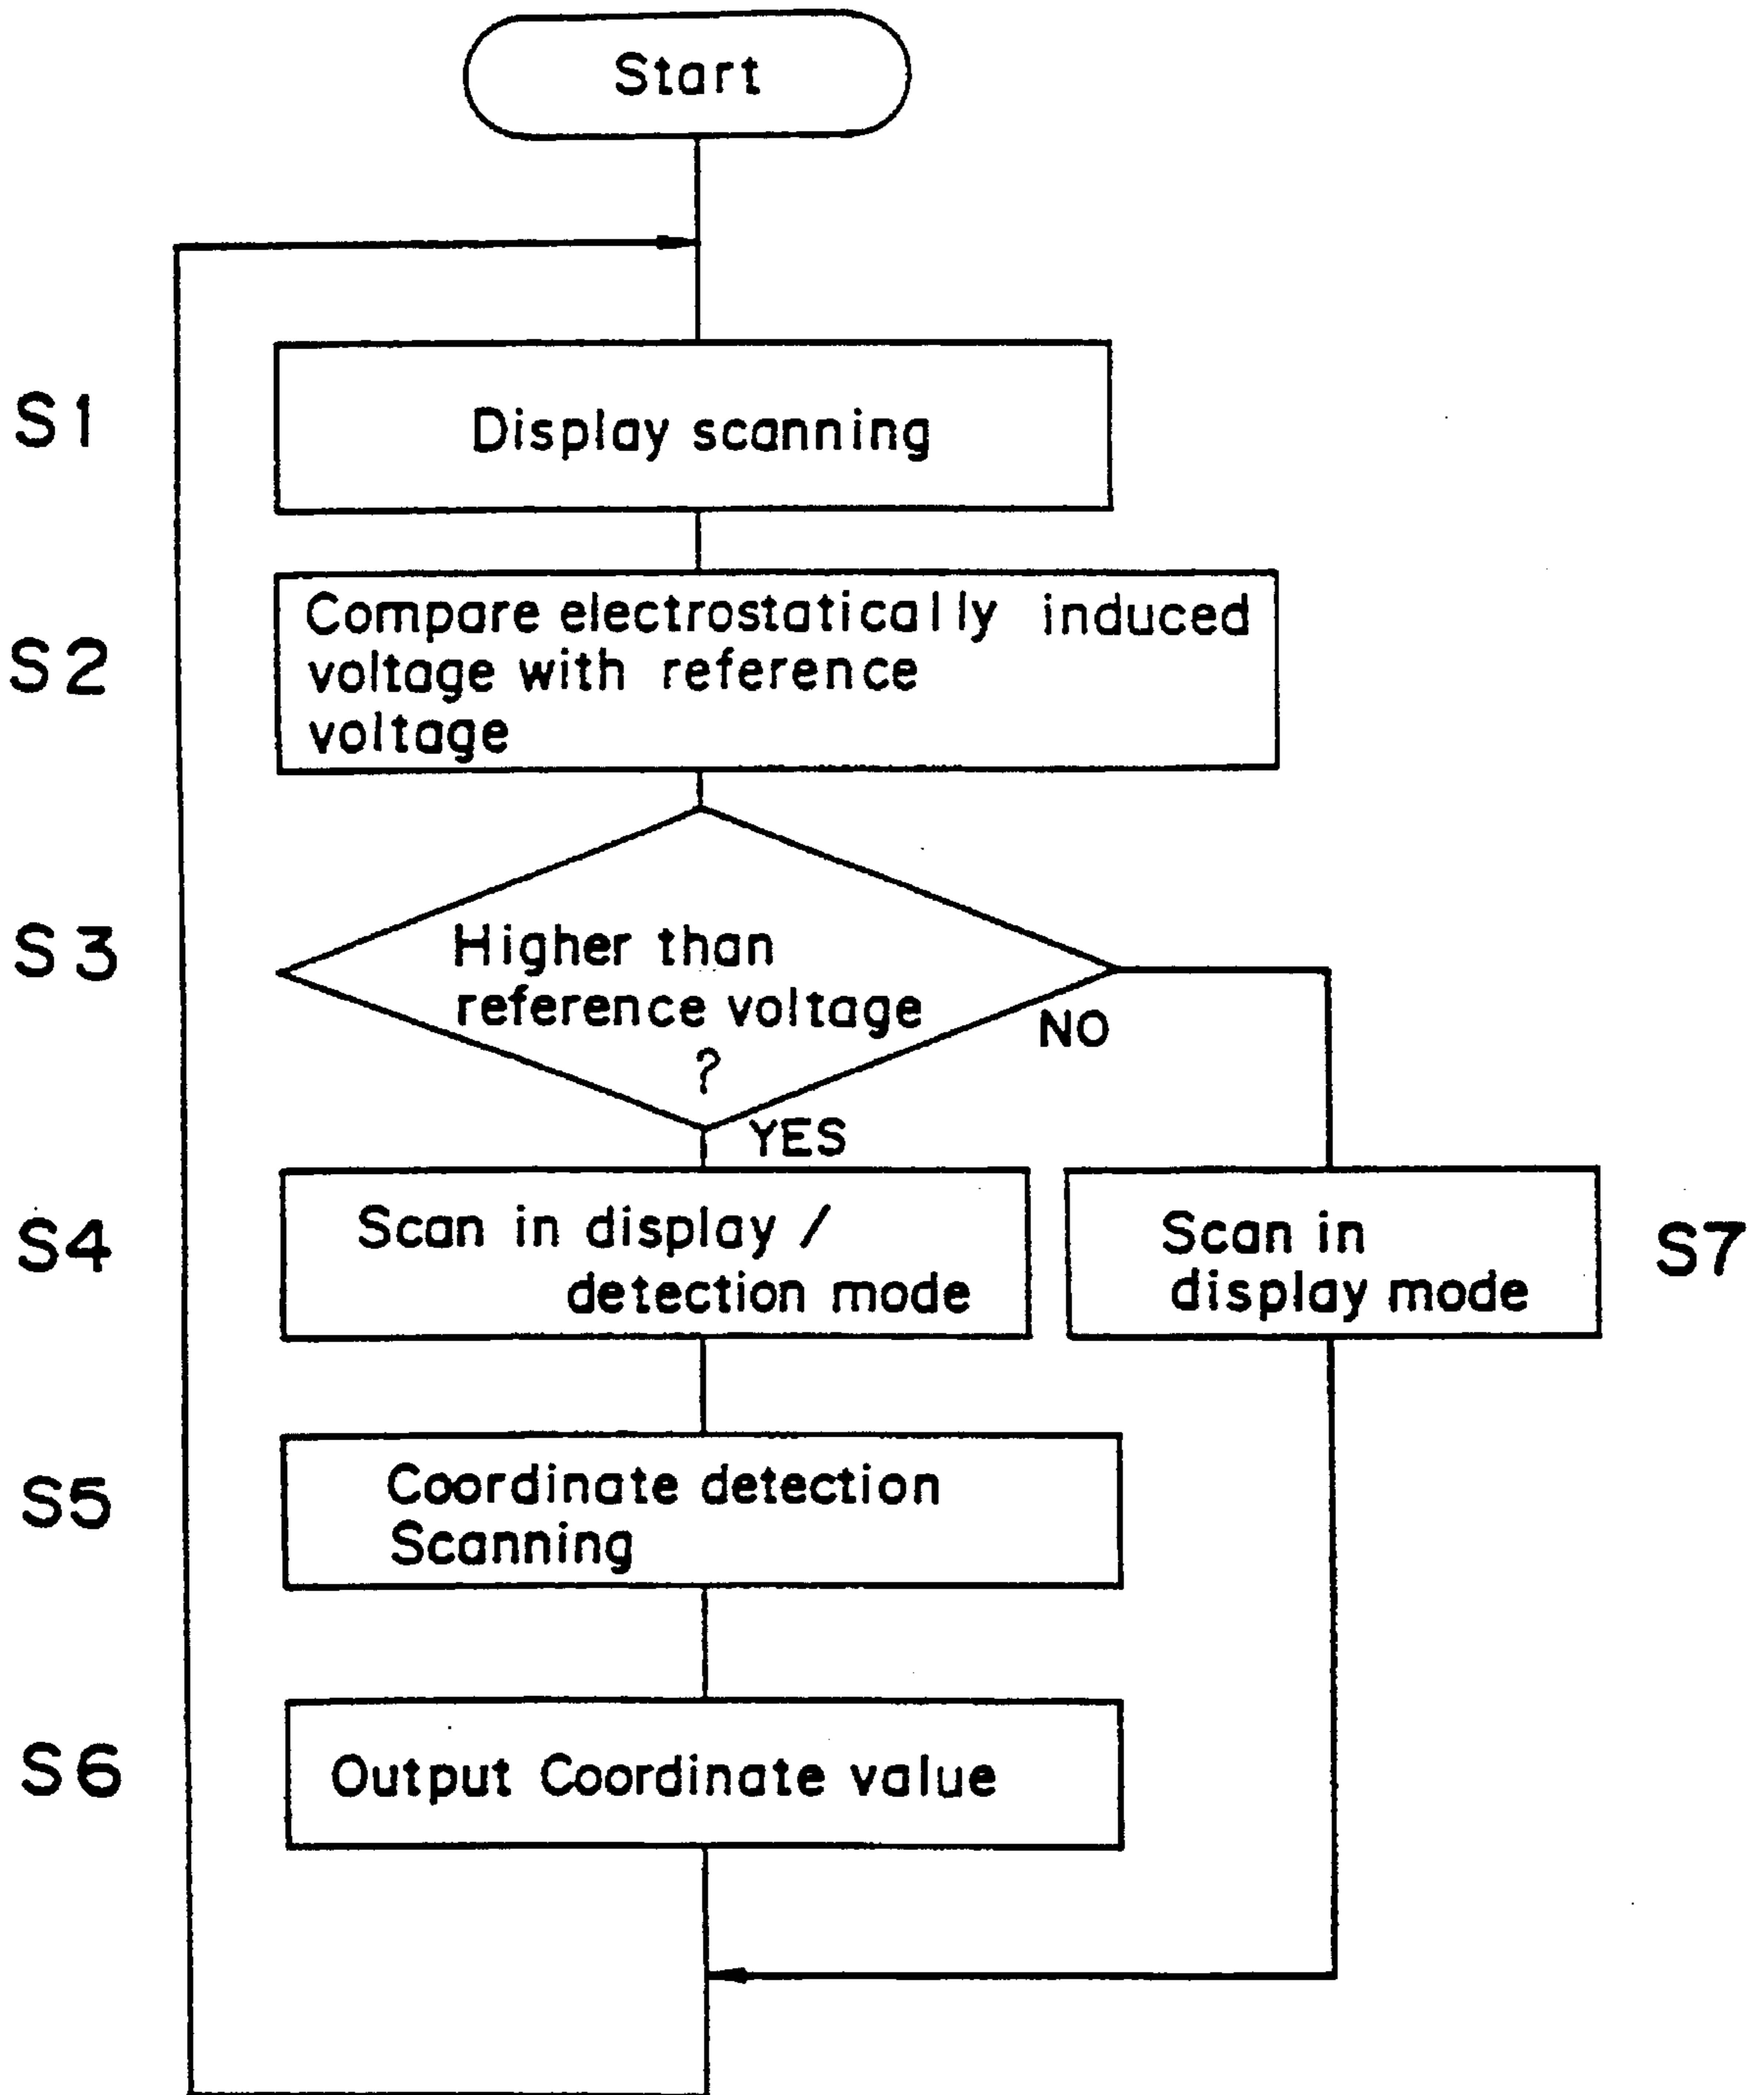 Start
S1
Display scanning
S2
Compare electrostatically induced
voltage with reference
voltage
S3
Higher than
reference voltage
?
NO
YES
S4
Scan in display /
detection mode
Scan in
display mode
S7
S5
Coordinate detection
Scanning
S6
Output Coordinate value